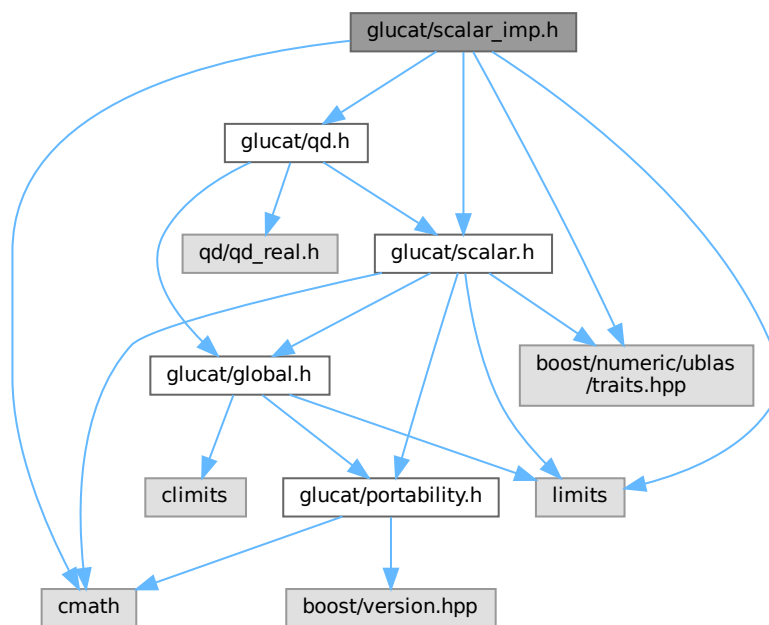 glucat/scalar_imp.h
glucat/qd.h
qd/qd_real.h
glucat/scalar.h
glucat/global.h
boost/numeric/ublas
/traits.hpp
climits
glucat/portability.h
limits
cmath
boost/version.hpp